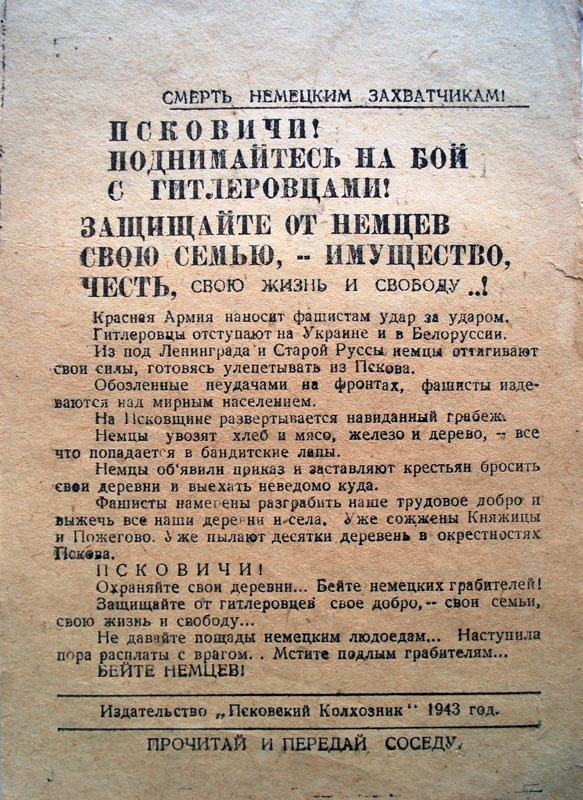 СМЕРТЬ НЕМЕЦКИМ ЗАХВАТЧИКАМ!
ПСКОВИЧИ!
ПОДНИМАЙТЕСЬ НА БОЙ
С ГИТЛЕРОВЦАМИ!
ЗАЩИЩАЙТЕ ОТ НЕМЦЕВ
СВОЮ СЕМЬЮ, -- ИМУЩЕСТВО,
ЧЕСТЬ, СВОЮ ЖИЗНЬ И СВОБОДУ ..!
Красная Армия наносит фашистам удар за ударом.
Гитлеровцы отступают на Украине и в Белоруссии.
Из под Ленинграда и Старой Руссы немцы оттягивают
свои силы, готовясь улепетывать из Пскова.
Обозленные неудачами на фронтах, фашисты изде-
ваются над мирным населением.
На Псковщине развертывается навиданный грабеж.
Немцы увозят хлеб и мясо, железо и дерево, -- все
что попадается в бандитские лапы.
Немцы об'явили приказ и заставляют крестьян бросить
свои деревни и выехать неведомо куда.
Фашисты намерены разграбить наше трудовое добро и
выжечь все наши деревни и села. Уже сожжены Княжицы
и Пожегово. Уже пылают десятки деревень в окрестностях
Пскова.
ПСКОВИЧИ!
Охраняйте свои деревни... Бейте немецких грабителей!
Защищайте от гитлеровцев свое добро, -- свои семьи,
свою жизнь и свободу...
Не давайте пощады немецким людоедам... Наступила
пора расплаты с врагом. . Мстите подлым грабителям...
БЕЙТЕ НЕМЦЕВ!
Издательство „Псковский Колхозник" 1943 год.
ПРОЧИТАЙ И ПЕРЕДАЙ СОСЕДУ.